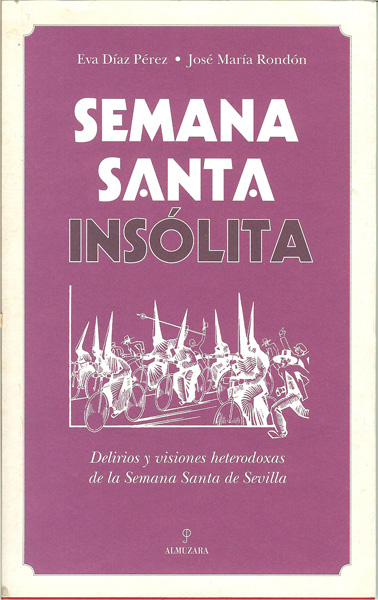 Eva Díaz Pérez • José María Rondón
SEMANA
SANTA
INSÓLITA
Delirios y visiones heterodoxas
de la Semana Santa de Sevilla
ALMUZARA